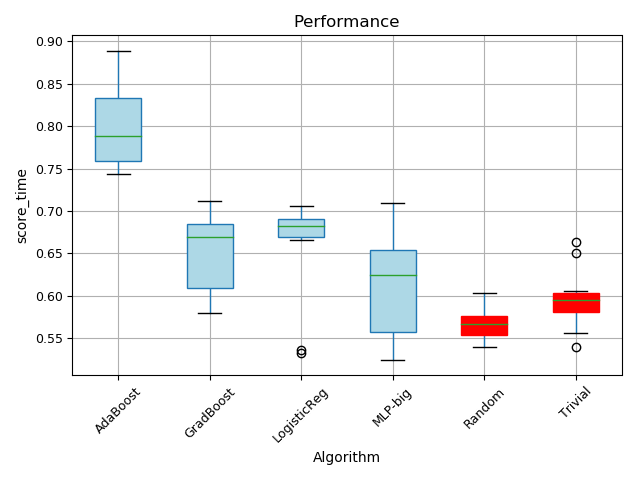 Performance
0.90
0.85
0.80
0.75
0.70
0.65
0.60
0.55
score_time
AdaBoost
GradBoost
LogisticReg
MLP-big
Random
Trivial
Algorithm